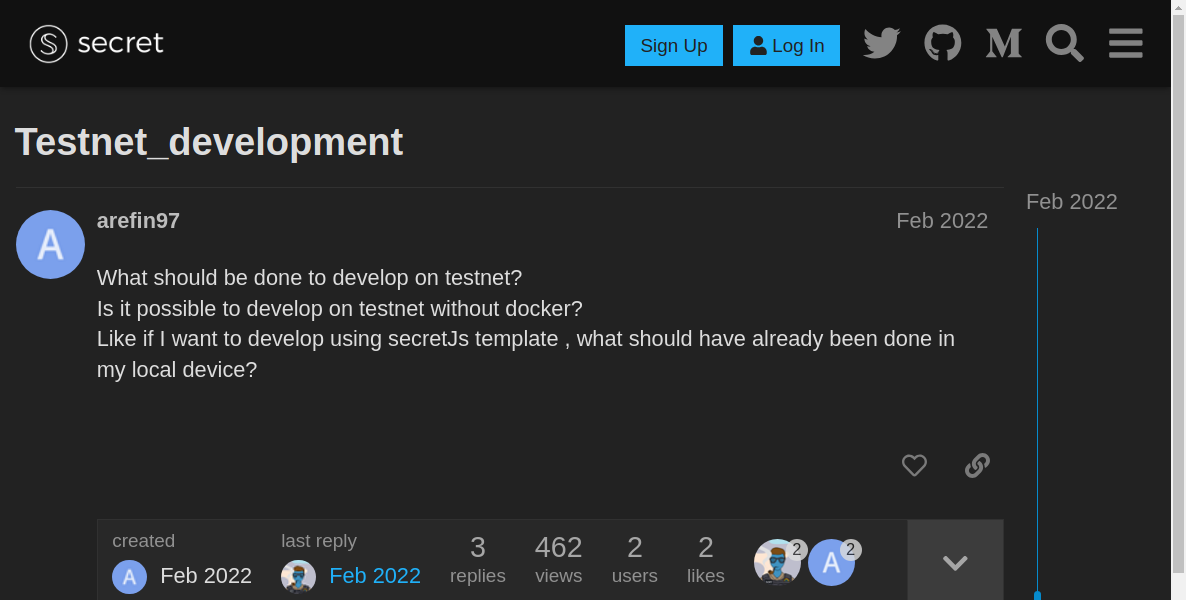 secret
Sign Up
Log In
Testnet_development
Feb 2022
A
arefin97
Feb 2022
What should be done to develop on testnet?
Is it possible to develop on testnet without docker?
Like if I want to develop using secretJs template , what should have already been done in
my local device?
created
A Feb 2022
last reply
Feb 2022
3
replies
462
views
2
users
2
likes
2
A 2